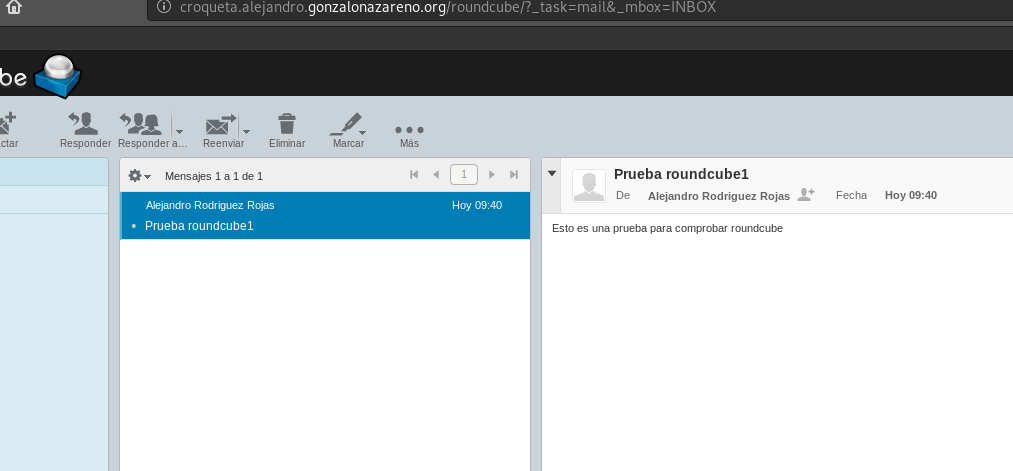 croqueta.alejandro.gonzalonazareno.org/roundcube/?_task=mail&_mbox=INBOX
be
actar
Responder
Responder a...
Reenviar
Eliminar
Marcar
Más
Mensajes 1 a 1 de 1
1
Alejandro Rodriguez Rojas Hoy 09:40
• Prueba roundcube1
Prueba roundcube1
De Alejandro Rodriguez Rojas Fecha Hoy 09:40
Esto es una prueba para comprobar roundcube